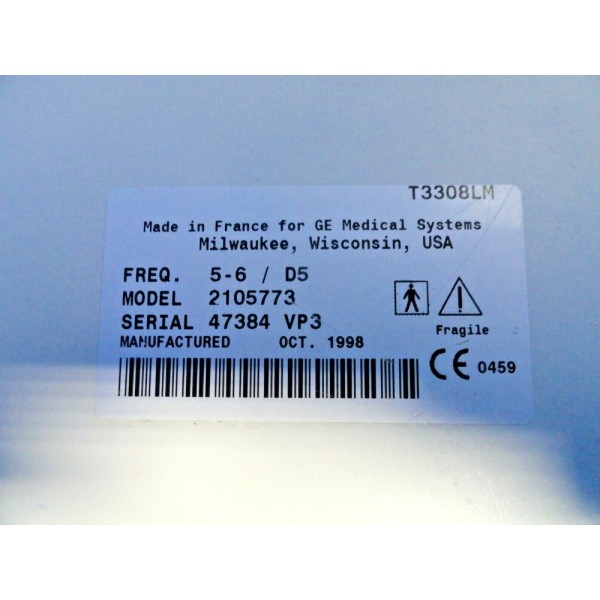 T3308LM
Made in France for GE Medical Systems
Milwaukee, Wisconsin, USA
FREQ. 5-6 / D5
MODEL 2105773
SERIAL 47384 VP3
Fragile
MANUFACTURED OCT. 1998
CE 0459